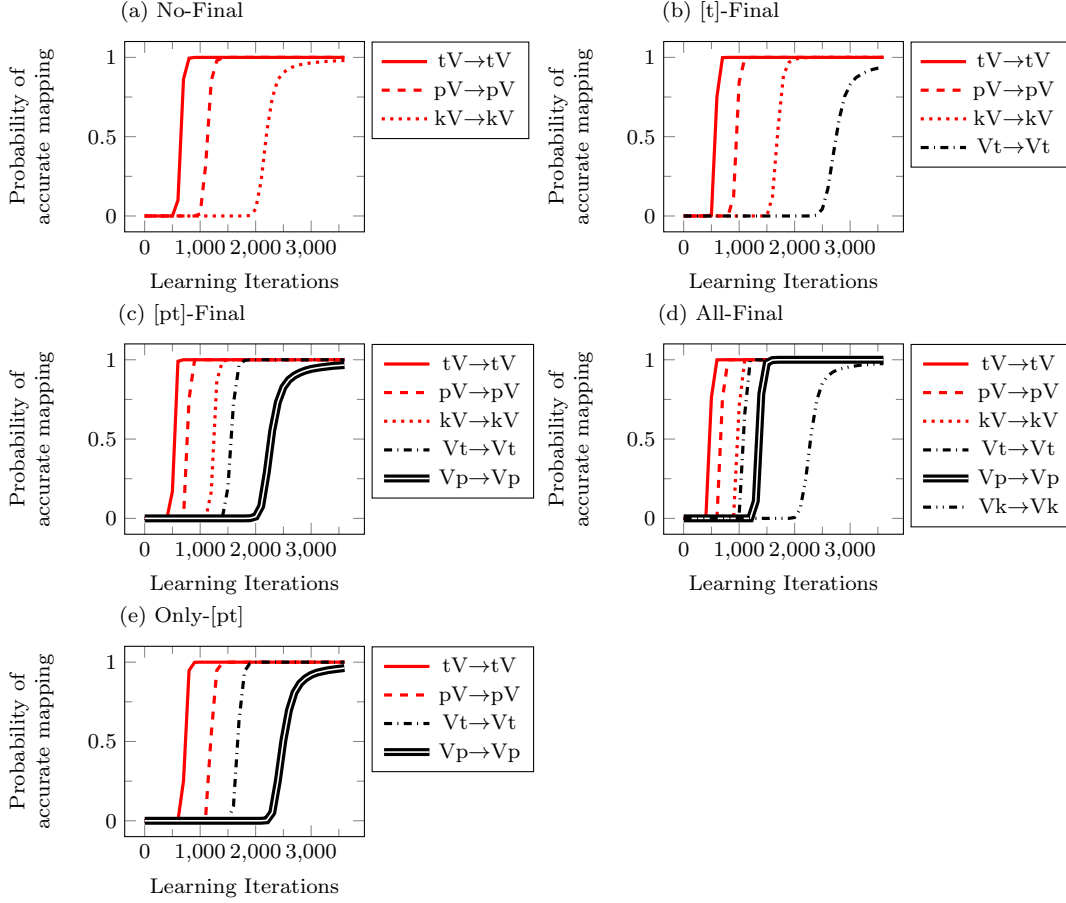 (a) No-Final
Probability of
accurate mapping
1
0.5
0
0
1,000
2,000
3,000
Learning Iterations
tV→tV
pV→pV
kV→kV
(b) [t]-Final
Probability of
accurate mapping
1
0.5
0
0
1,000
2,000
3,000
Learning Iterations
tV→tV
pV→pV
kV→kV
Vt→Vt
(c) [pt]-Final
Probability of
accurate mapping
1
0.5
0
0
1,000
2,000
3,000
Learning Iterations
tV→tV
pV→pV
kV→kV
Vt→Vt
Vp→Vp
(d) All-Final
Probability of
accurate mapping
1
0.5
0
0
1,000
2,000
3,000
Learning Iterations
tV→tV
pV→pV
kV→kV
Vt→Vt
Vp→Vp
Vk→Vk
(e) Only-[pt]
Probability of
accurate mapping
1
0.5
0
0
1,000
2,000
3,000
Learning Iterations
tV→tV
pV→pV
Vt→Vt
Vp→Vp